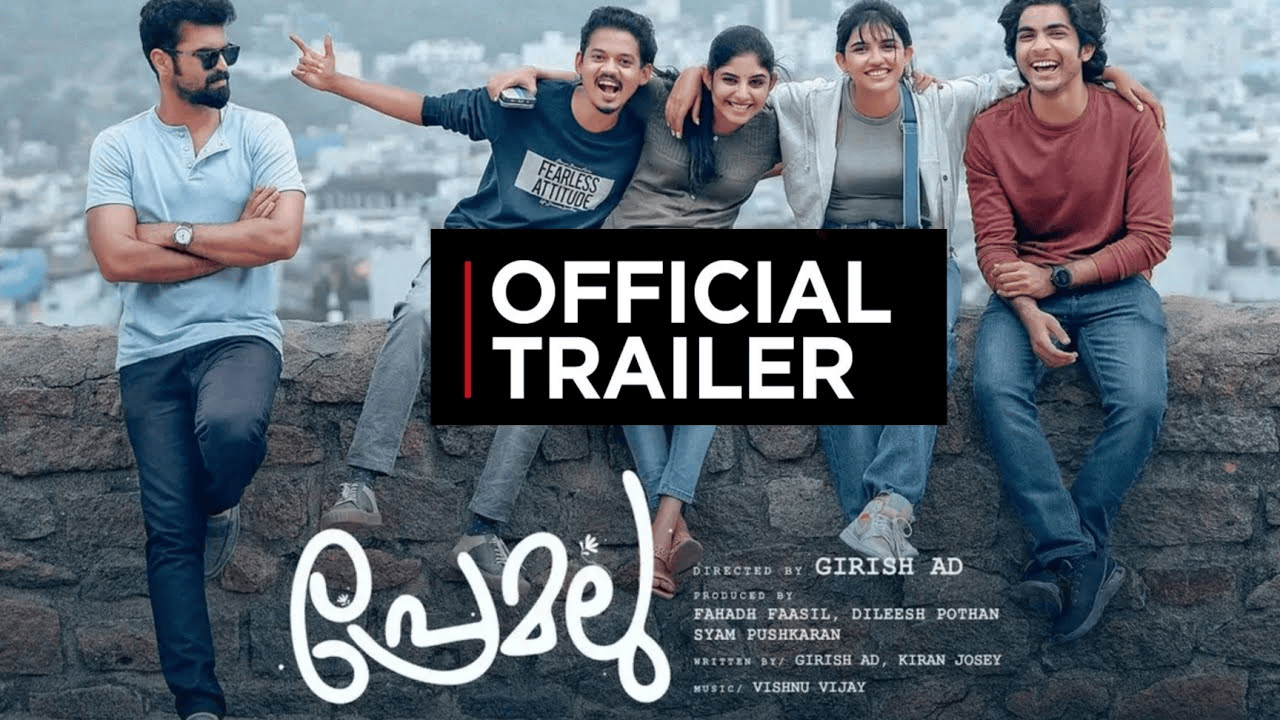 FEARLESS
ATTITUDE
OFFICIAL
TRAILER
പ്രേമലു
DIRECTED BY GIRISH AD
PRODUCED BY
FAHADH FAASIL, DILEESH POTHAN
SYAM PUSHKARAN
WRITTEN BY/ GIRISH AD, KIRAN JOSEY
MUSIC/ VISHNU VIJAY